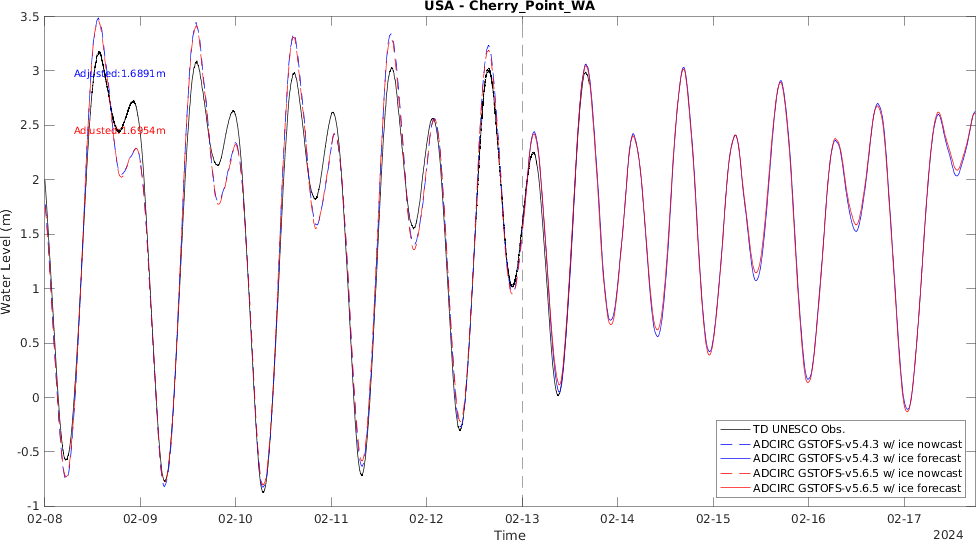 USA - Cherry_Point_WA
3.5
3
2.5
2
1.5
1
0.5
0
-0.5
-1
Water Level (m)
Adjusted:1.6891m
Adjusted:1.6954m
TD UNESCO Obs.
ADCIRC GSTOFS-v5.4.3 w/ ice nowcast
ADCIRC GSTOFS-v5.4.3 w/ ice forecast
ADCIRC GSTOFS-v5.6.5 w/ ice nowcast
ADCIRC GSTOFS-v5.6.5 w/ ice forecast
02-08 02-09 02-10 02-11 02-12 02-13 02-14 02-15 02-16 02-17
Time
2024